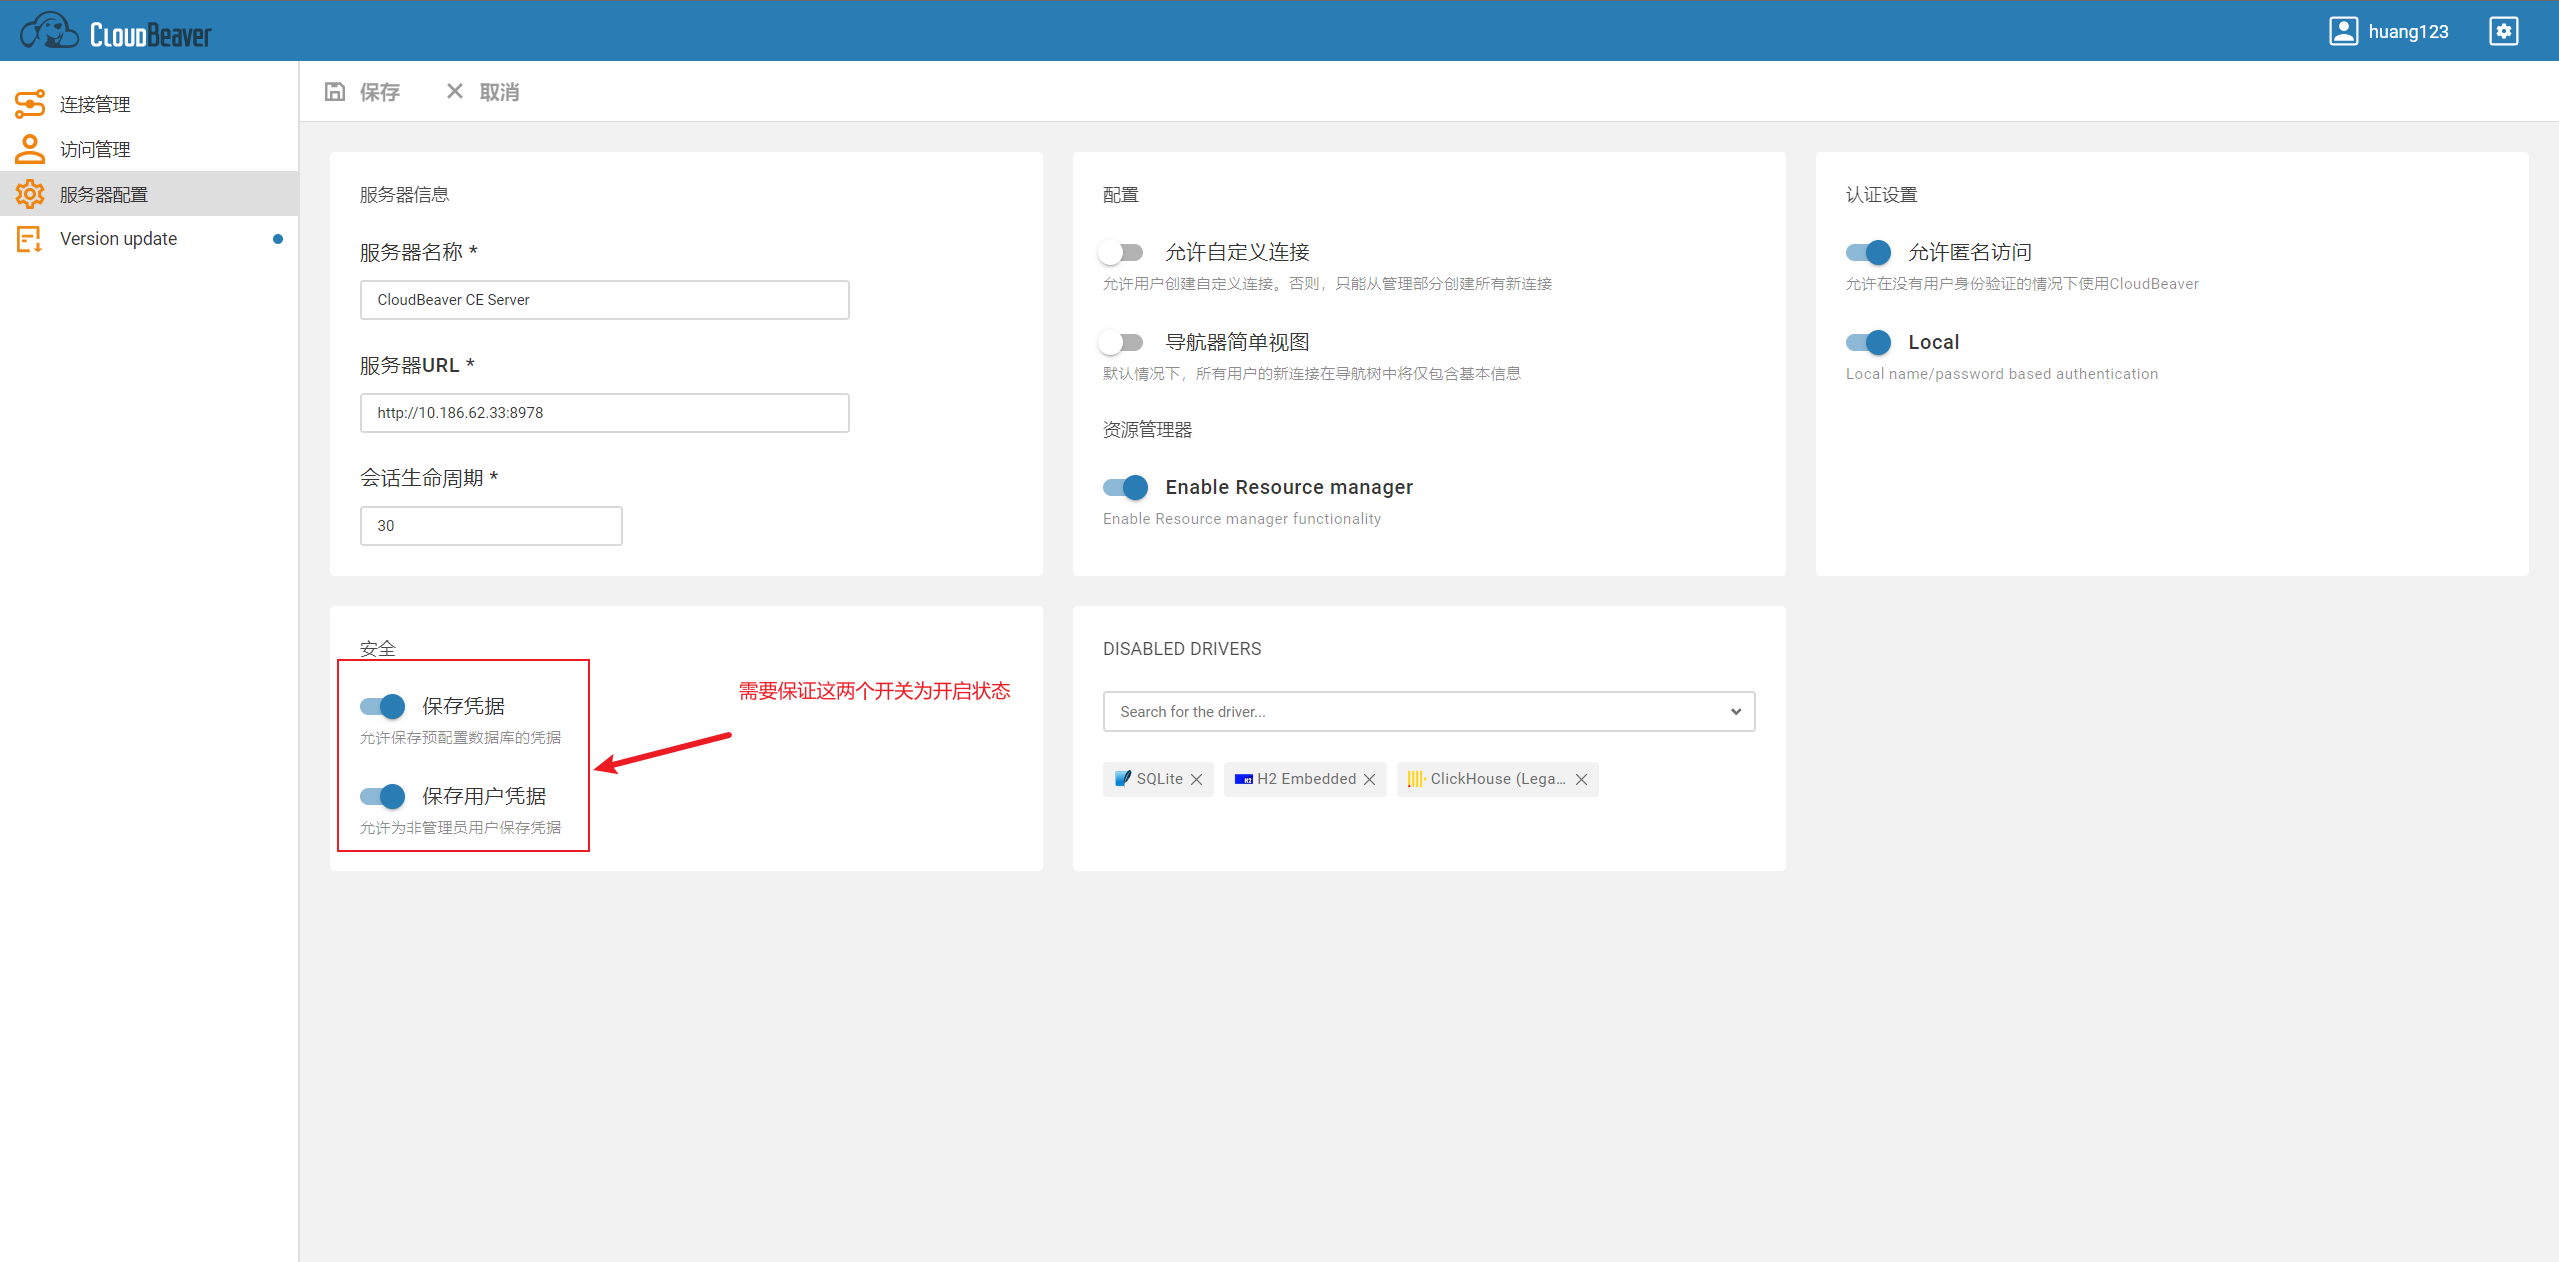 CloudBeaver
huang123
连接管理
访问管理
服务器配置
Version update
保存
取消
服务器信息
服务器名称 *
CloudBeaver CE Server
服务器URL *
http://10.186.62.33:8978
会话生命周期 *
30
配置
允许自定义连接
允许用户创建自定义连接。否则，只能从管理部分创建所有新连接
导航器简单视图
默认情况下，所有用户的新连接在导航树中将仅包含基本信息
资源管理器
Enable Resource manager
Enable Resource manager functionality
认证设置
允许匿名访问
允许在没有用户身份验证的情况下使用CloudBeaver
Local
Local name/password based authentication
安全
保存凭据
允许保存预配置数据库的凭据
保存用户凭据
允许为非管理员用户保存凭据
需要保证这两个开关为开启状态
DISABLED DRIVERS
Search for the driver...
SQLite
H2 H2 Embedded
ClickHouse (Lega...